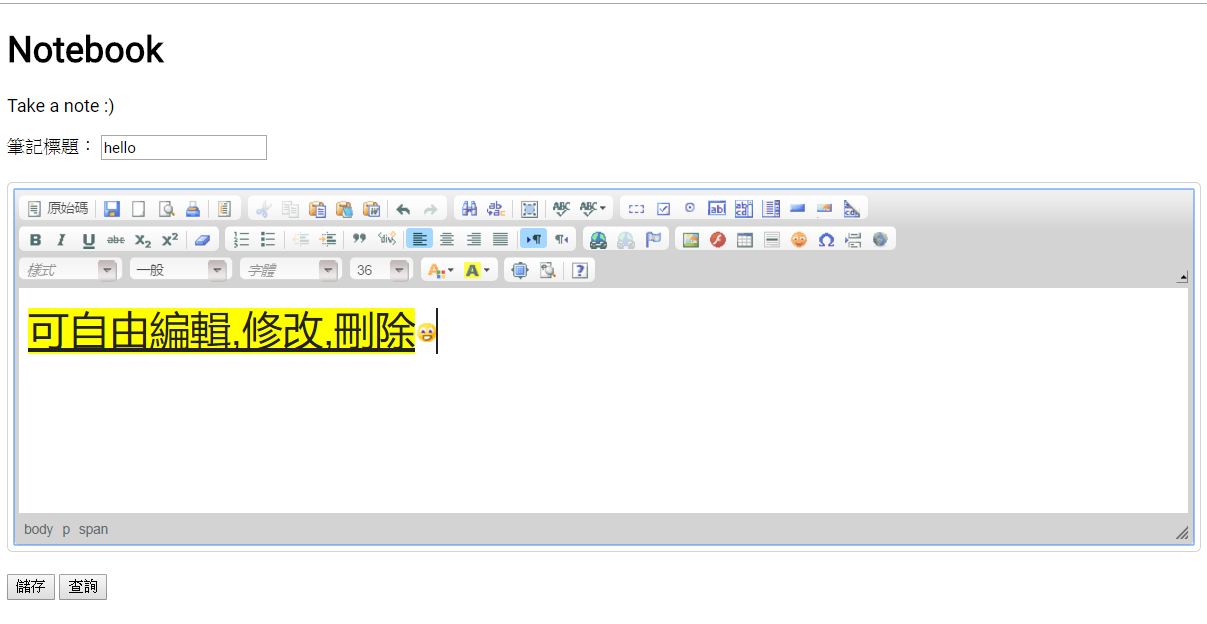 Notebook
Take a note :)
筆記標題： hello
原始碼
樣式 一般 字體 36
可自由編輯,修改,刪除
body p span
儲存 查詢